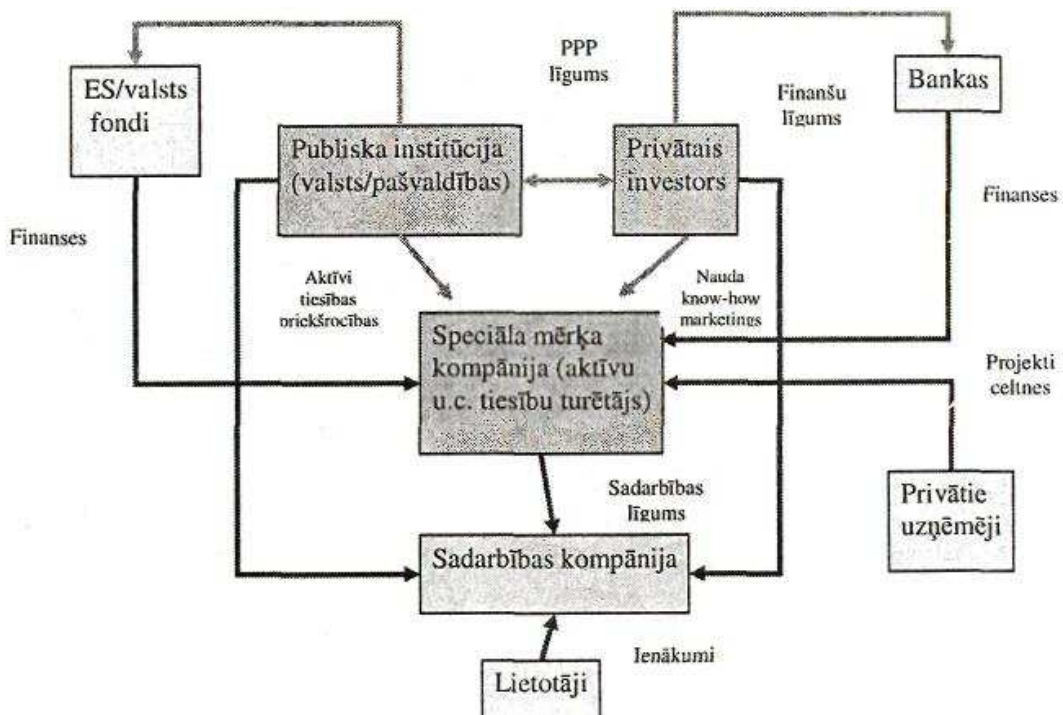 PPP
līgums
ES/valsts
fondi
Bankas
Finanšu
līgums
Publiska institūcija
(valsts/pašvaldības)
Privātais
investors
Finanses
Finanses
Aktīvi
tiesības
priekšrocības
Nauda
know-how
marketings
Speciāla mērķa
kompānija (aktīvu
u.c. tiesību turētājs)
Projekti
celtnes
Sadarbības
līgums
Privātie
uzņēmēji
Sadarbības kompānija
Ienākumi
Lietotāji